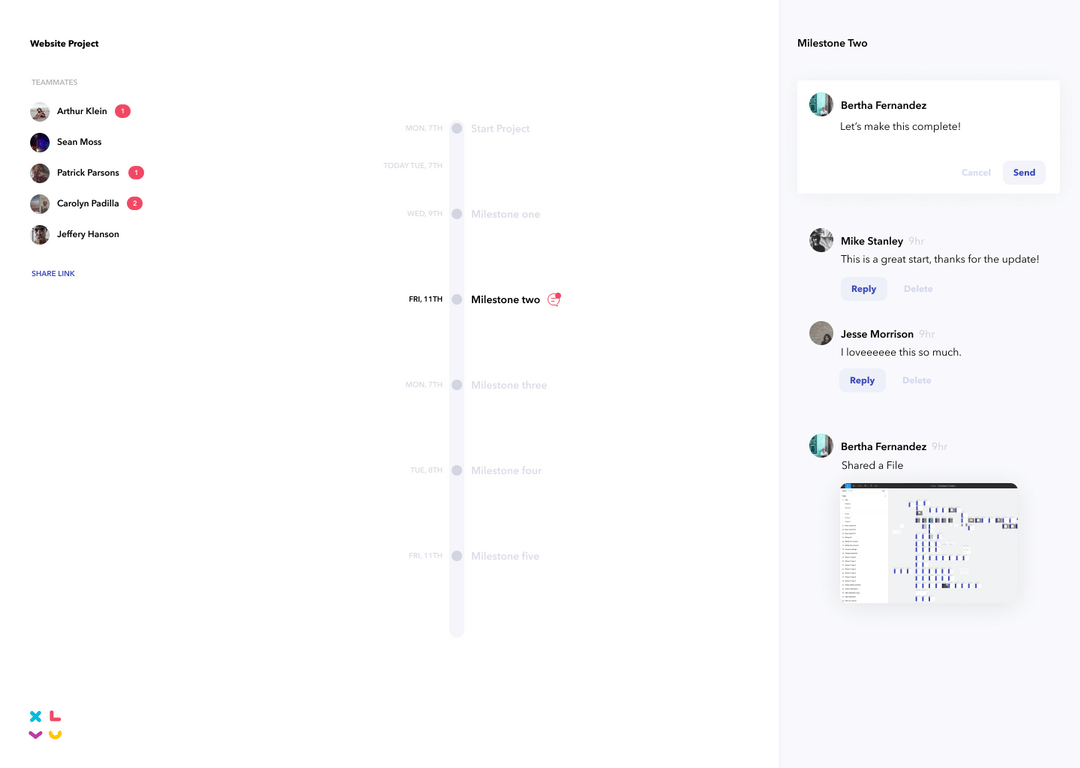 Website Project
TEAMMATES
Arthur Klein 1
Sean Moss
Patrick Parsons 1
Carolyn Padilla 2
Jeffery Hanson
SHARE LINK
MON, 7TH Start Project
TODAY TUE, 7TH
WED, 9TH Milestone one
FRI, 11TH Milestone two
MON, 7TH Milestone three
TUE, 8TH Milestone four
FRI, 11TH Milestone five
Milestone Two
Bertha Fernandez
Let’s make this complete!
Cancel Send
Mike Stanley 9hr
This is a great start, thanks for the update!
Reply Delete
Jesse Morrison 9hr
I loveeeeee this so much.
Reply Delete
Bertha Fernandez 9hr
Shared a File